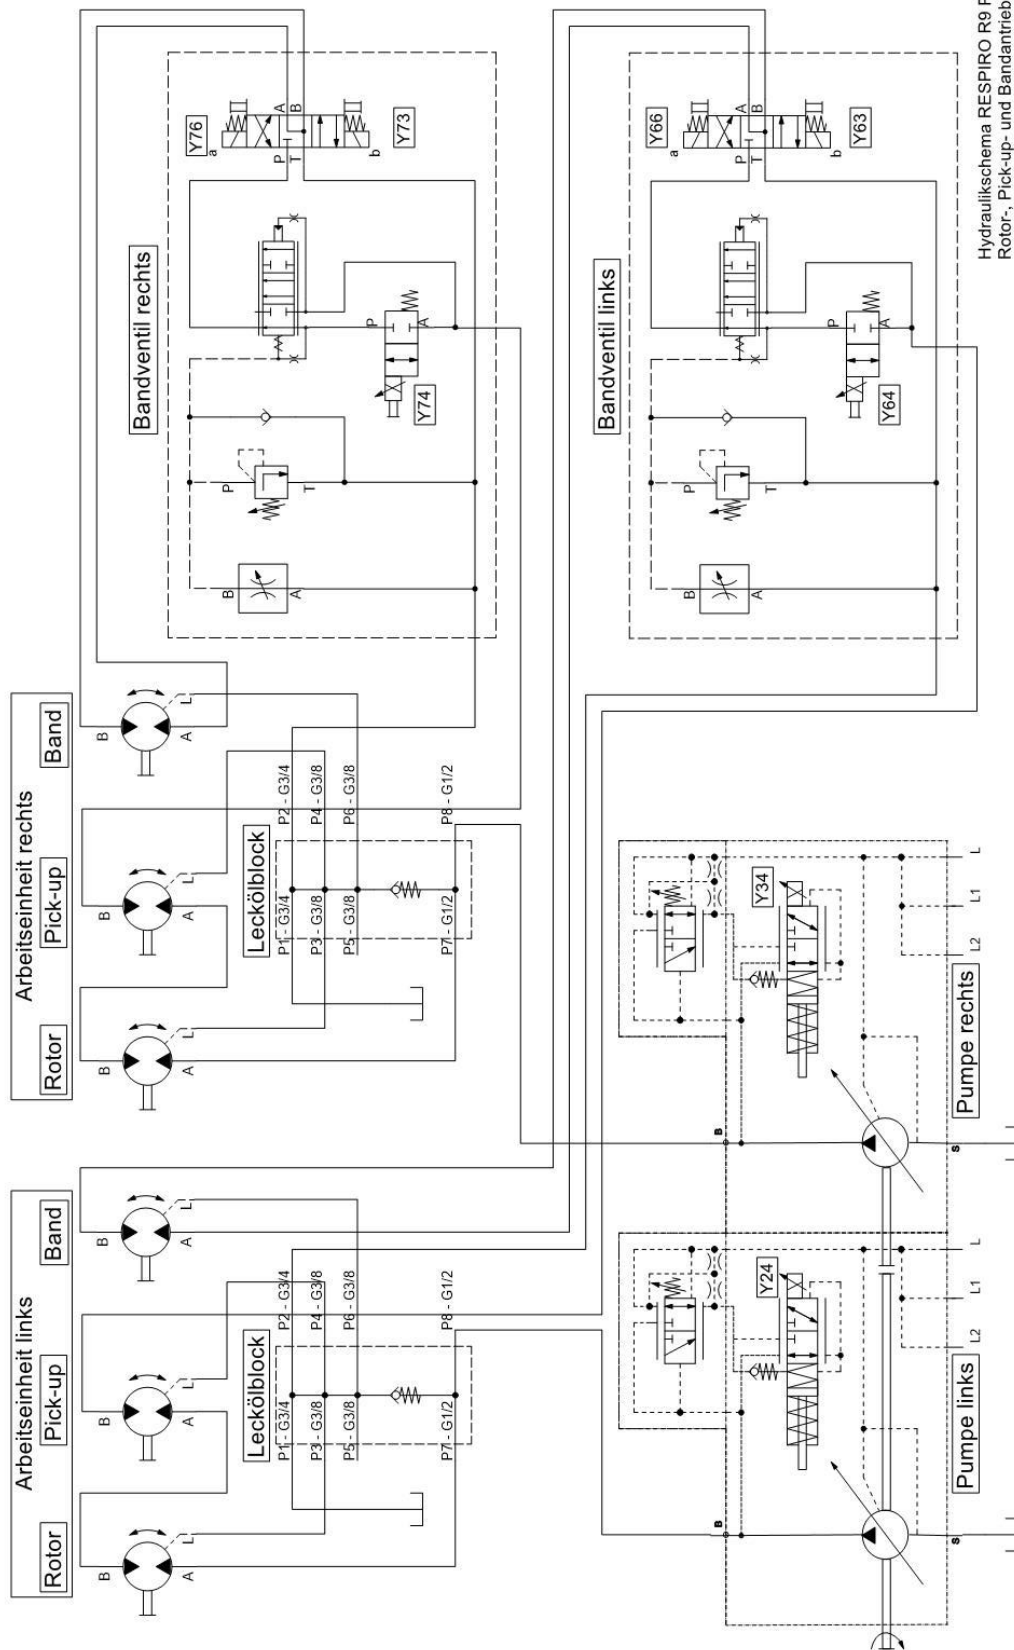 Arbeitseinheit links
Rotor
Pick-up
Band
B
A
L
B
A
L
B
A
L
Leckölblock
P1 - G3/4
P2 - G3/4
P3 - G3/8
P4 - G3/8
P5 - G3/8
P6 - G3/8
P7 - G1/2
P8 - G1/2
Arbeitseinheit rechts
Rotor
Pick-up
Band
B
A
L
B
A
L
B
A
L
Leckölblock
P1 - G3/4
P2 - G3/4
P3 - G3/8
P4 - G3/8
P5 - G3/8
P6 - G3/8
P7 - G1/2
P8 - G1/2
Bandventil rechts
B
A
P
T
P
A
Y74
Y76
a
P
T
A
B
b
Y73
Bandventil links
B
A
P
T
P
A
Y64
Y66
a
P
T
A
B
b
Y63
B
Y24
S
Pumpe links
L2
L1
L
B
Y34
S
Pumpe rechts
L2
L1
L
Hydraulikschema RESPIRO R9
Rotor-, Pick-up- und Bandantrieb